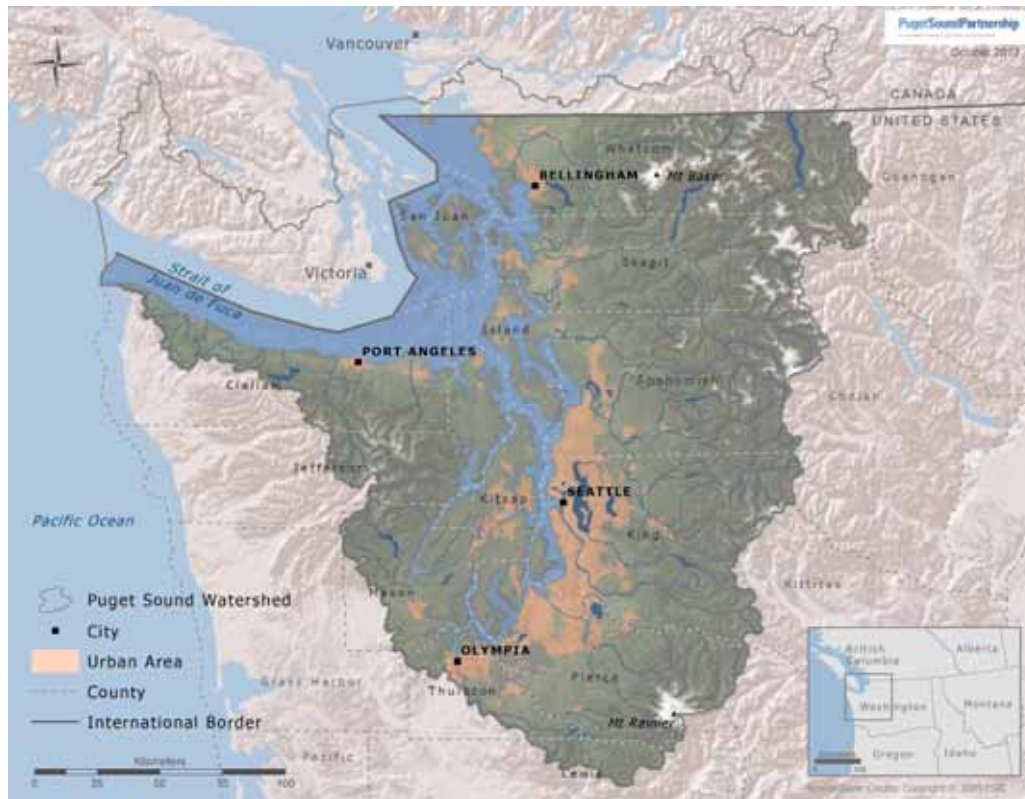 PugetSoundPartnership
October 2013
Vancouver
N
CANADA
UNITED STATES
Whatcom
BELLINGHAM
Mt Baker
Okanogan
San Juan
Skagit
Victoria
Strait of
Juan de Fuca
Island
PORT ANGELES
Clallam
Snohomish
Chelan
Jefferson
SEATTLE
Kitsap
Pacific Ocean
King
Kittitas
Mason
Puget Sound Watershed
City
Urban Area
County
International Border
OLYMPIA
Grays Harbor
Thurston
Pierce
Mt Rainier
Pacific
Lewis
Kilometers
0 25 50 75 100
British
Columbia
Alberta
Washington
Montana
Oregon
Idaho